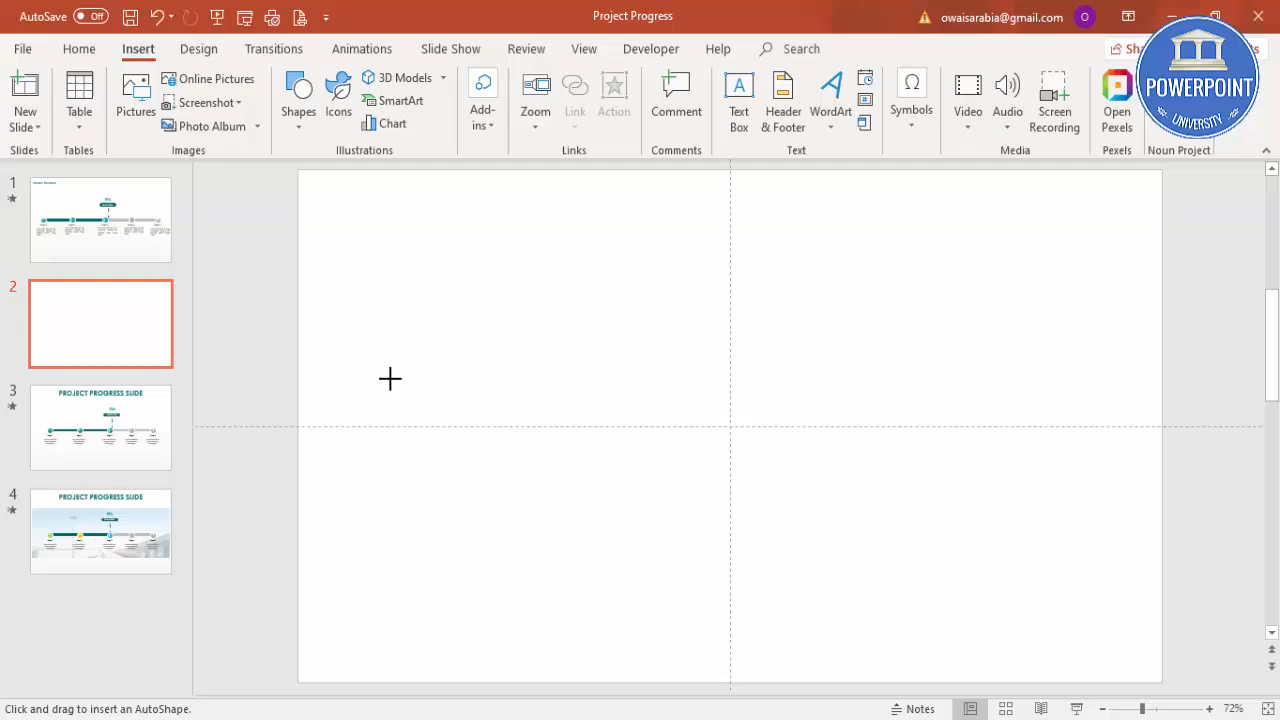 AutoSave Off
Project Progress
owaisarabia@gmail.com
O
File Home Insert Design Transitions Animations Slide Show Review View Developer Help Search
New Slide
Table
Pictures
Online Pictures
Screenshot
Photo Album
Shapes
Icons
3D Models
SmartArt
Chart
Add-ins
Zoom
Link
Action
Comment
Text Box
Header & Footer
WordArt
Symbols
Video
Audio
Screen Recording
Open Pexels
POWERPOINT
UNIVERSITY
Slides Tables Images Illustrations Links Comments Text Media Pexels Noun Project
1
2
3
PROJECT PROGRESS SLIDE
4
PROJECT PROGRESS SLIDE
Click and drag to insert an AutoShape.
Notes
72%